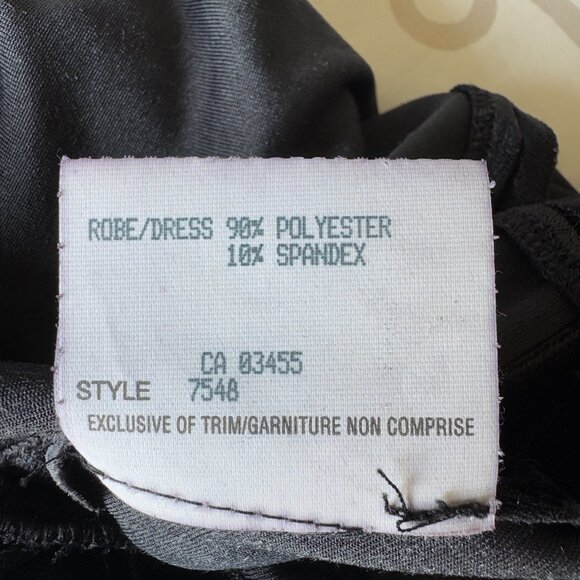 ROBE/DRESS 90% POLYESTER
10% SPANDEX
CA 03455
STYLE 7548
EXCLUSIVE OF TRIM/GARNITURE NON COMPRISE